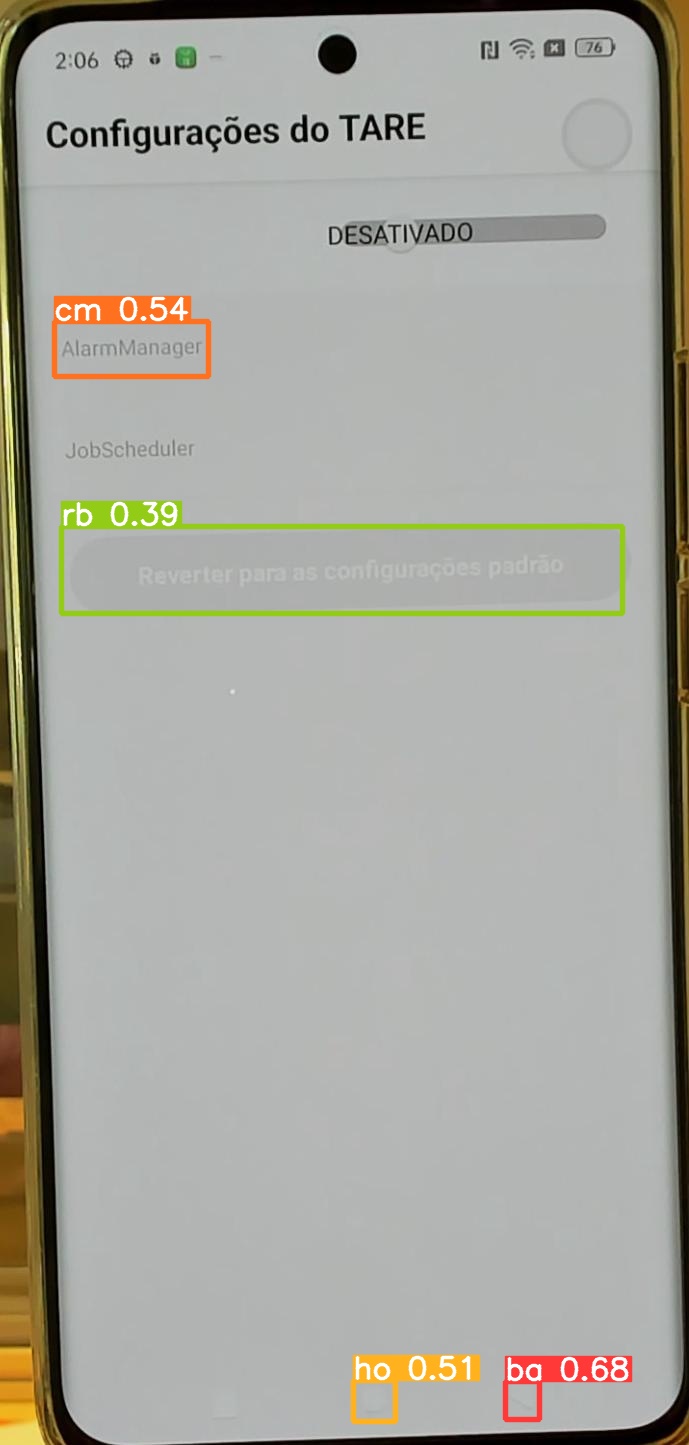 2:06
76
Configurações do TARE
DESATIVADO
cm 0.54
AlarmManager
JobScheduler
rb 0.39
Reverter para as configurações padrão
ho 0.51
ba 0.68